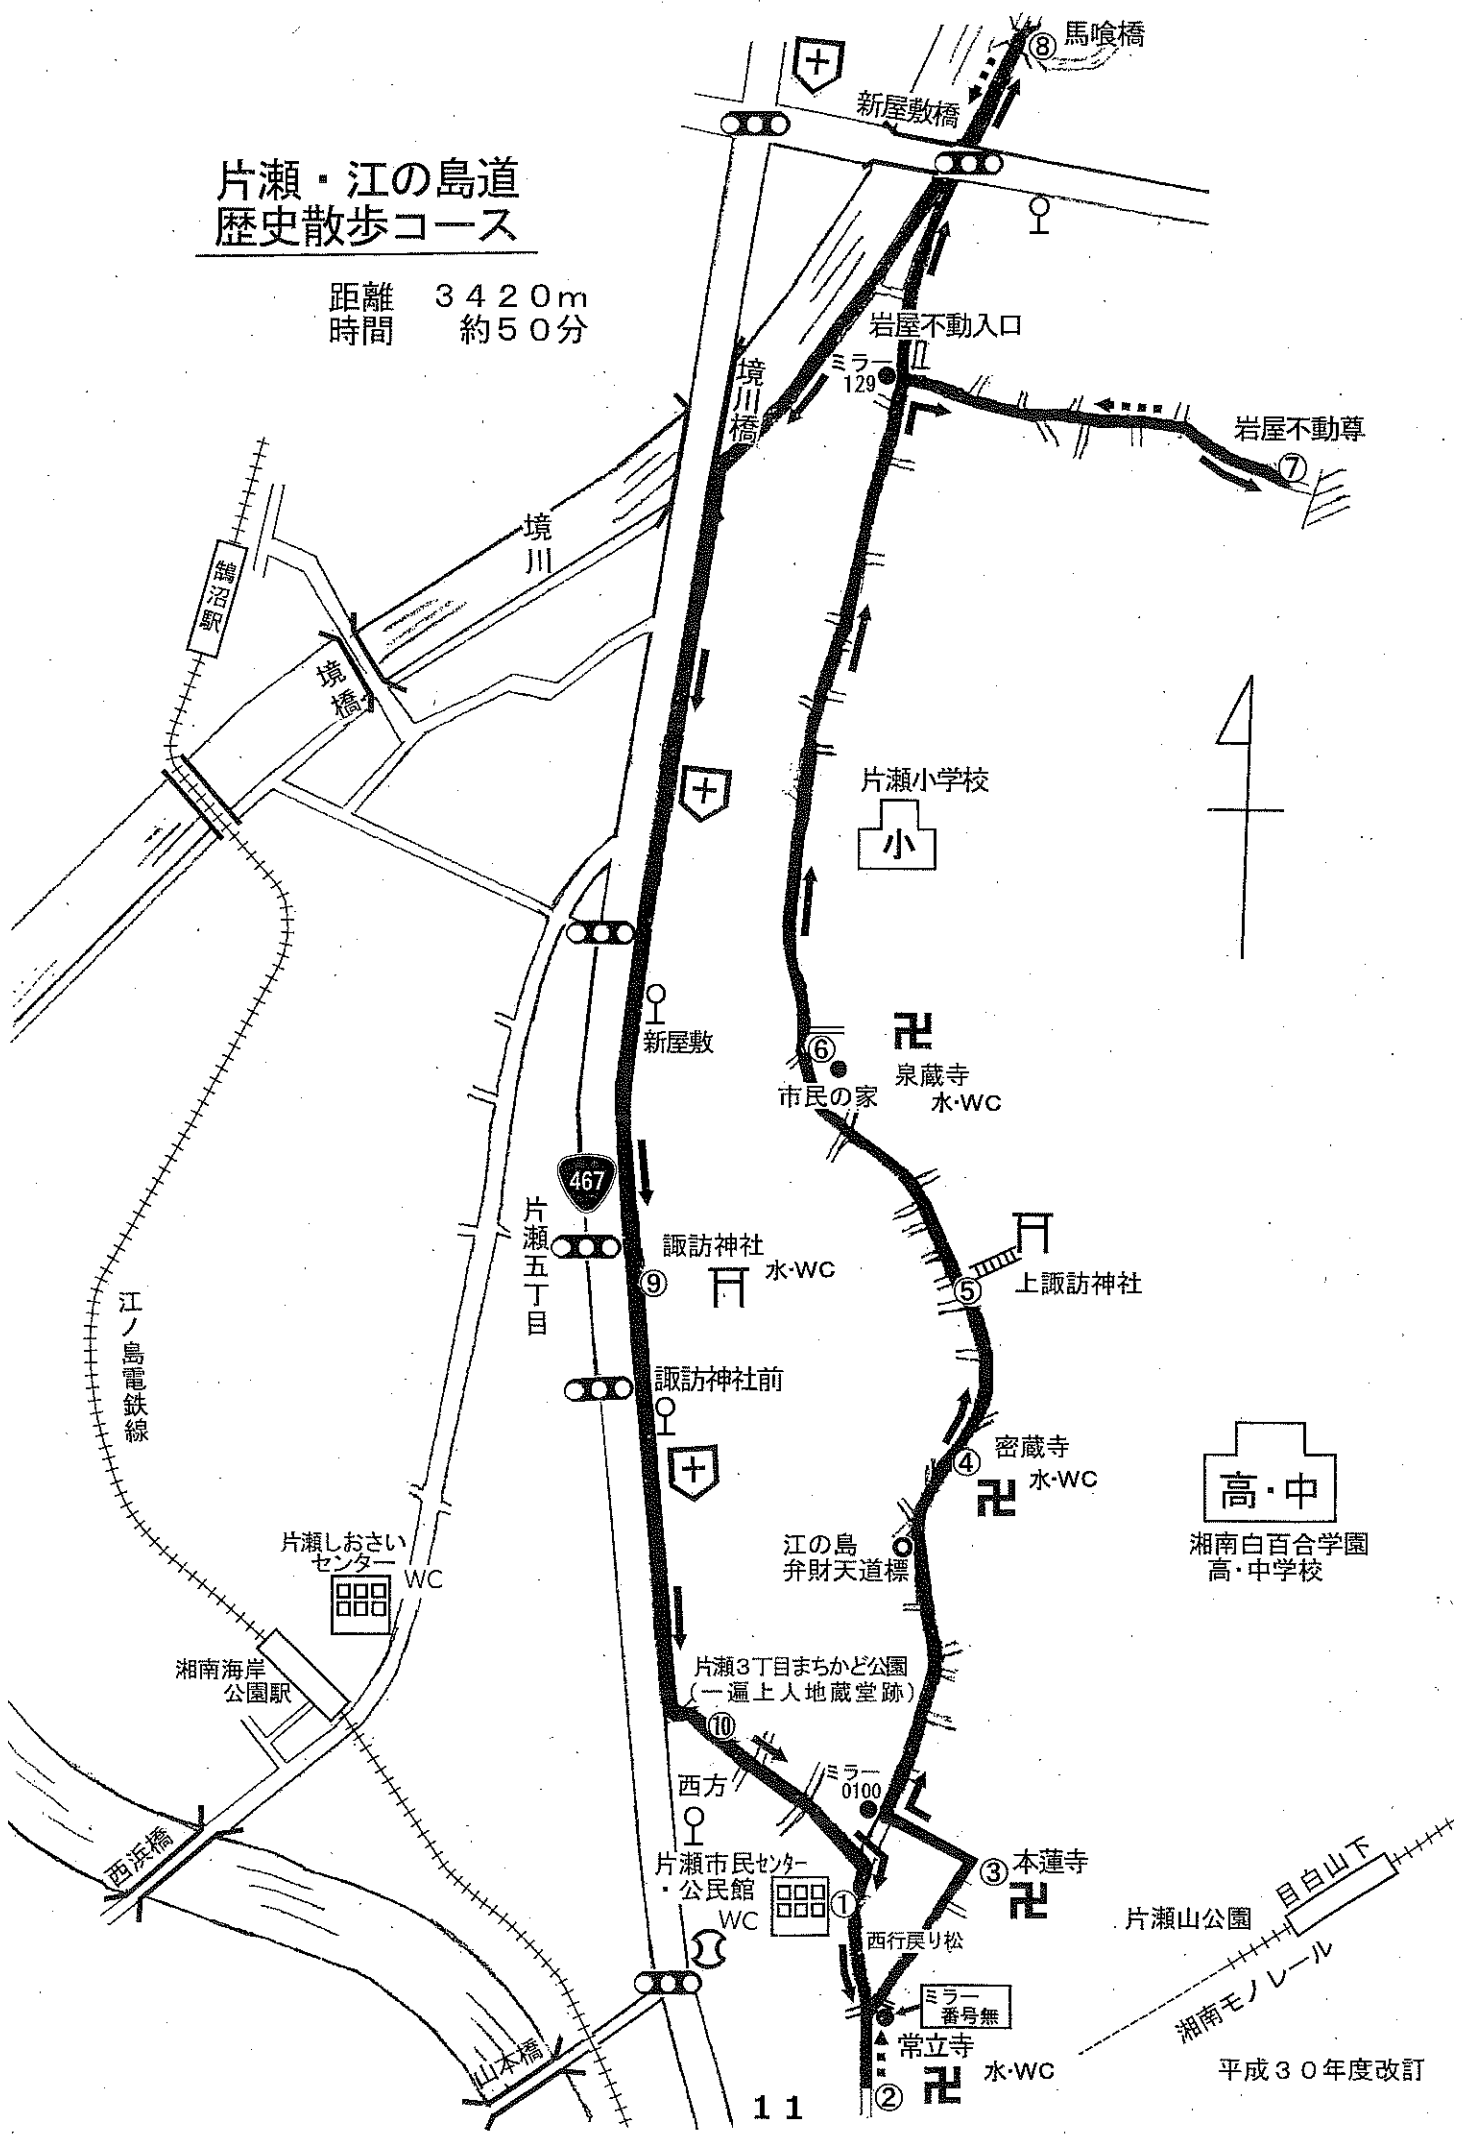 ⑧ 馬喰橋
新屋敷橋
片瀬・江の島道
歴史散歩コース
距離 3420m
時間 約50分
岩屋不動入口
ミラー
129
境川橋
岩屋不動尊
⑦
境川
鵠沼駅
境橋
片瀬小学校
小
新屋敷
⑥
市民の家
泉蔵寺
水・WC
467
片瀬五丁目
諏訪神社
水・WC
⑨
⑤
上諏訪神社
江ノ島電鉄線
諏訪神社前
密蔵寺
④
水・WC
高・中
湘南白百合学園
高・中学校
江の島
弁財天道標
片瀬しおさい
センター
WC
湘南海岸
公園駅
片瀬3丁目まちかど公園
(一遍上人地蔵堂跡)
⑩
西方
ミラー
0100
西浜橋
片瀬市民センター
・公民館
WC
①
③
本蓮寺
西行戻り松
目白山下
片瀬山公園
湘南モノレール
ミラー
番号無
山本橋
常立寺
水・WC
②
平成30年度改訂
11